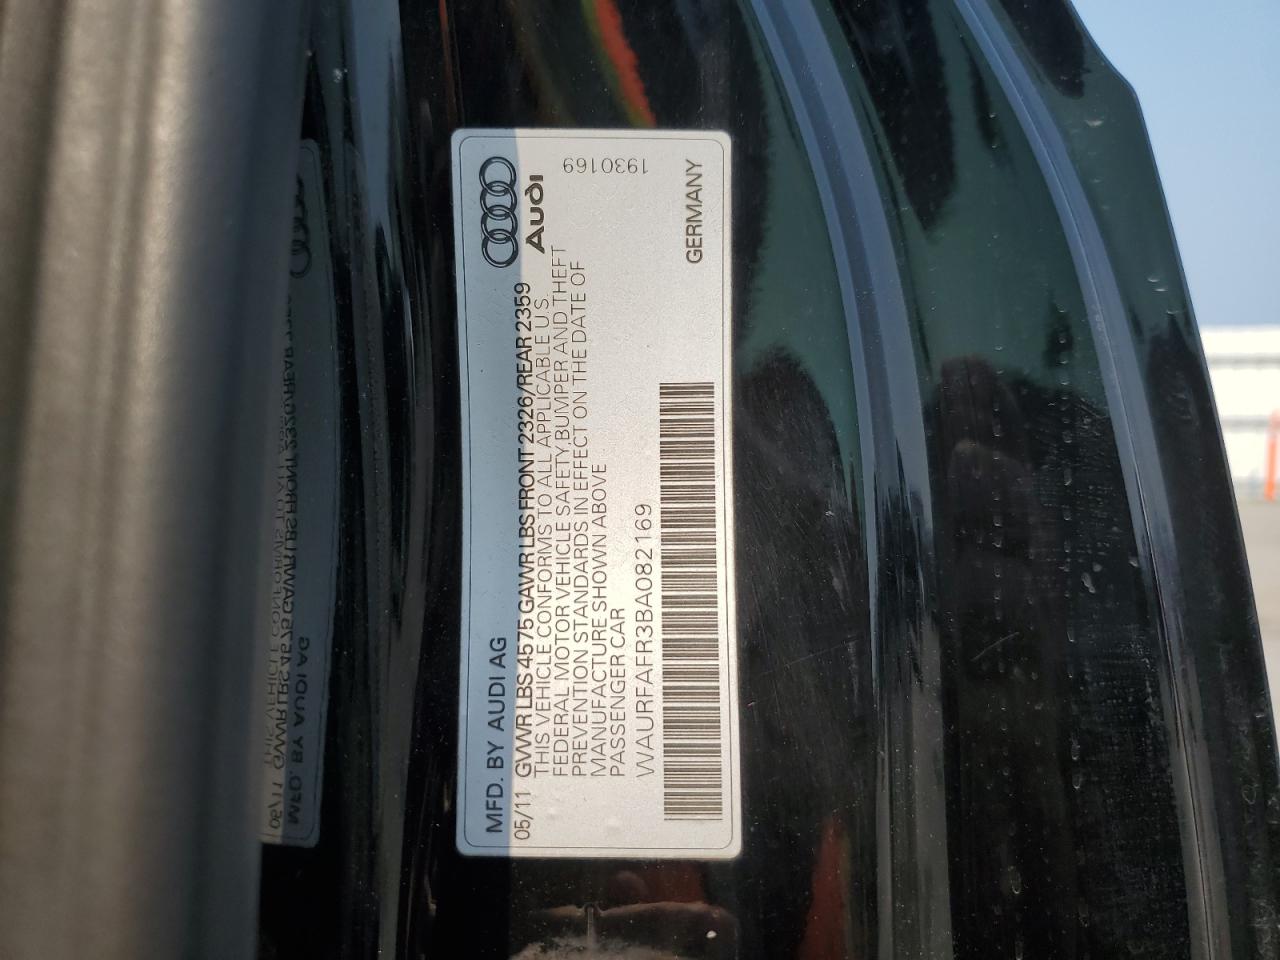 MFD. BY AUDI AG
Audi
05/11 GVWR LBS 4575 GAWR LBS FRONT 2326/REAR 2359
THIS VEHICLE CONFORMS TO ALL APPLICABLE U.S.
FEDERAL MOTOR VEHICLE SAFETY,BUMPER AND THEFT
PREVENTION STANDARDS IN EFFECT ON THE DATE OF
MANUFACTURE SHOWN ABOVE
PASSENGER CAR
1930169
WAURFAFR3BA082169
GERMANY